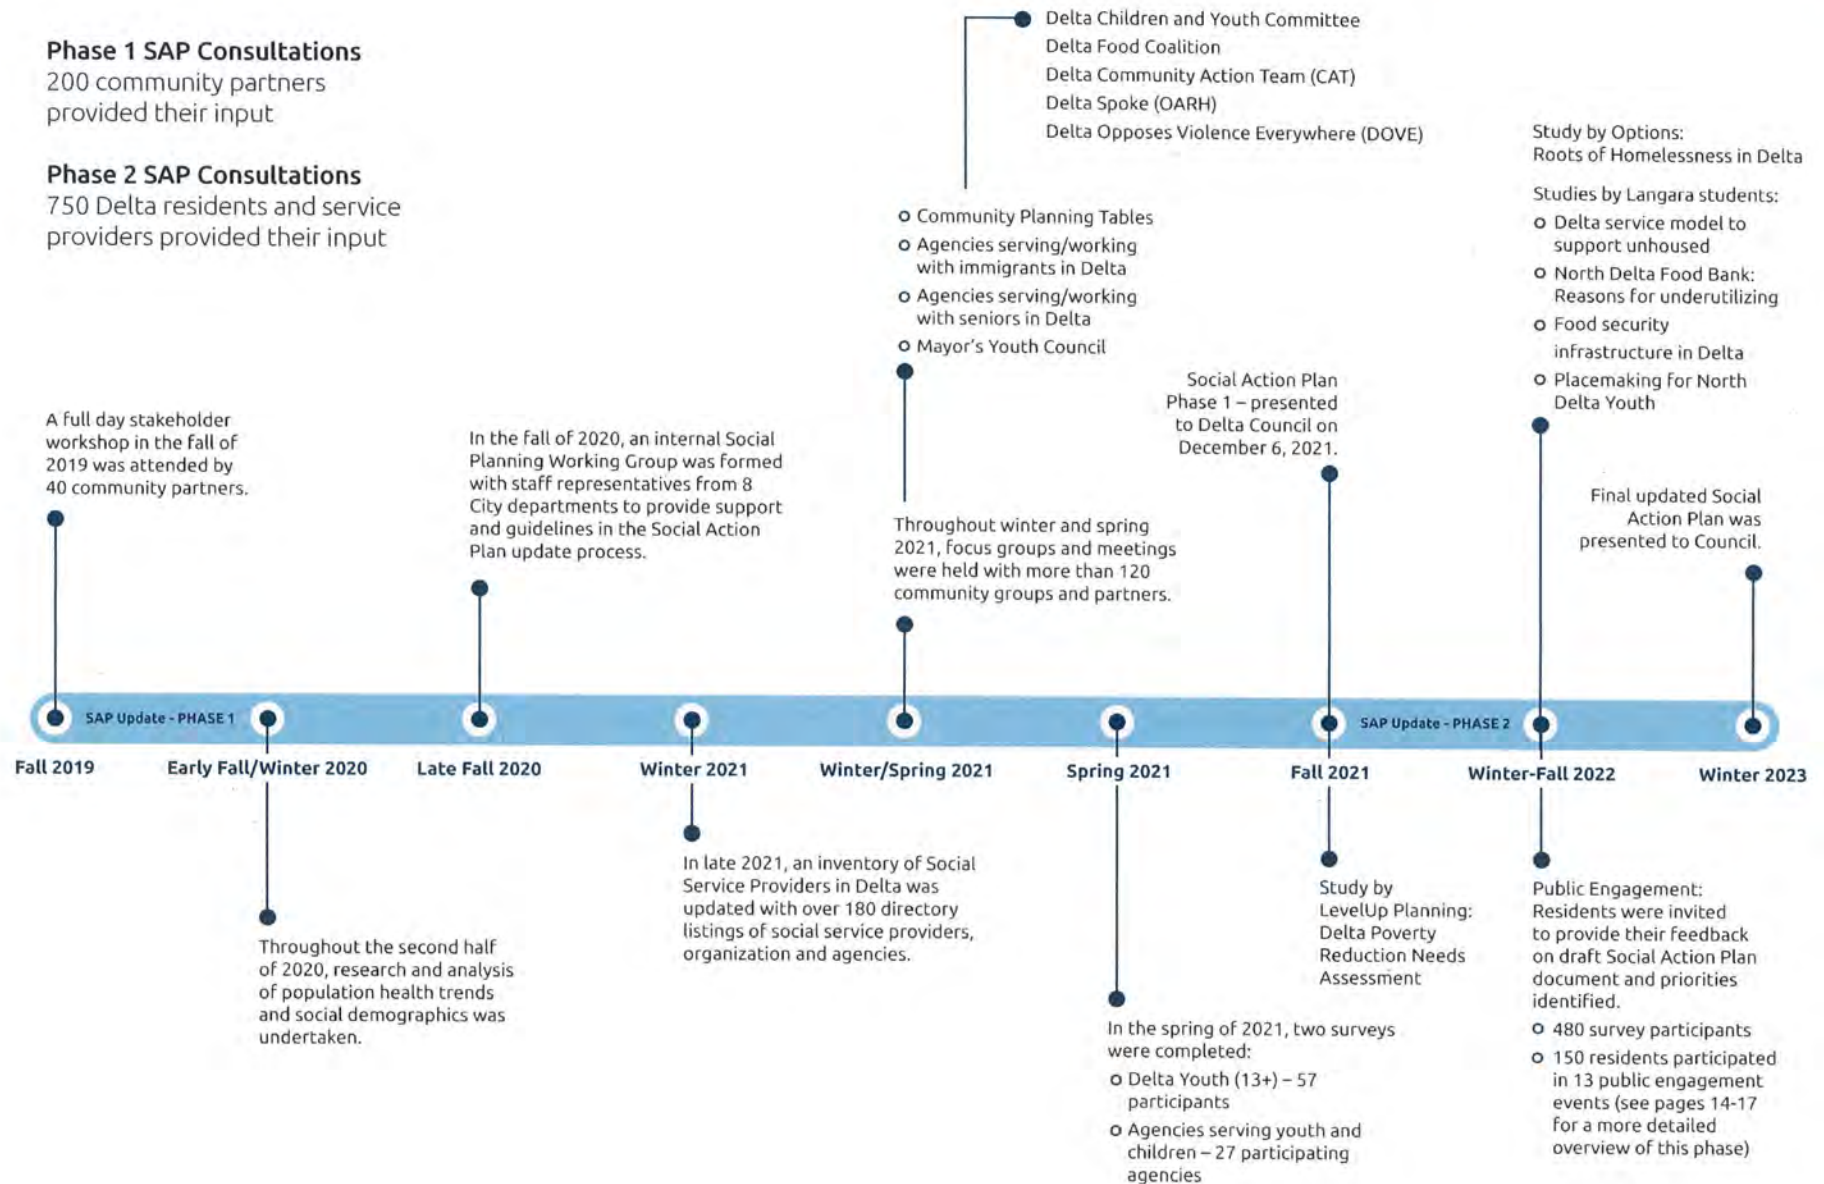 Phase 1 SAP Consultations
200 community partners
provided their input
Phase 2 SAP Consultations
750 Delta residents and service
providers provided their input
Delta Children and Youth Committee
Delta Food Coalition
Delta Community Action Team (CAT)
Delta Spoke (OARH)
Delta Opposes Violence Everywhere (DOVE)
Community Planning Tables
Agencies serving/working
with immigrants in Delta
Agencies serving/working
with seniors in Delta
Mayor's Youth Council
Study by Options:
Roots of Homelessness in Delta
Studies by Langara students:
Delta service model to
support unhoused
North Delta Food Bank:
Reasons for underutilizing
Food security
infrastructure in Delta
Placemaking for North
Delta Youth
A full day stakeholder
workshop in the fall of
2019 was attended by
40 community partners.
In the fall of 2020, an internal Social
Planning Working Group was formed
with staff representatives from 8
City departments to provide support
and guidelines in the Social Action
Plan update process.
Throughout winter and spring
2021, focus groups and meetings
were held with more than 120
community groups and partners.
Social Action Plan
Phase 1 – presented
to Delta Council on
December 6, 2021.
Final updated Social
Action Plan was
presented to Council.
SAP Update - PHASE 1
SAP Update - PHASE 2
Fall 2019
Early Fall/Winter 2020
Late Fall 2020
Winter 2021
Winter/Spring 2021
Spring 2021
Fall 2021
Winter-Fall 2022
Winter 2023
Throughout the second half
of 2020, research and analysis
of population health trends
and social demographics was
undertaken.
In late 2021, an inventory of Social
Service Providers in Delta was
updated with over 180 directory
listings of social service providers,
organization and agencies.
In the spring of 2021, two surveys
were completed:
Delta Youth (13+) – 57
participants
Agencies serving youth and
children – 27 participating
agencies
Study by
LevelUp Planning:
Delta Poverty
Reduction Needs
Assessment
Public Engagement:
Residents were invited
to provide their feedback
on draft Social Action Plan
document and priorities
identified.
480 survey participants
150 residents participated
in 13 public engagement
events (see pages 14-17
for a more detailed
overview of this phase)